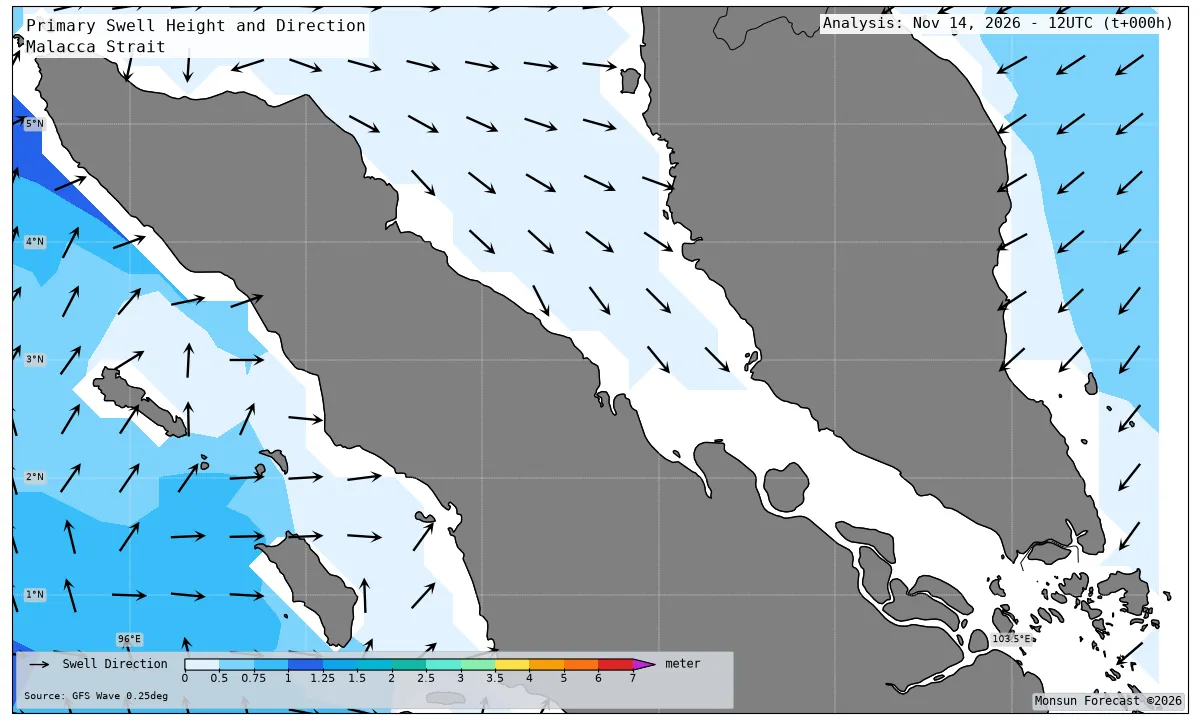 Primary Swell Height and Direction
Malacca Strait
Analysis: Nov 14, 2026 - 12UTC (t+000h)
5°N
4°N
3°N
2°N
1°N
96°E
103.5°E
Swell Direction
meter
0 0.5 0.75 1 1.25 1.5 2 2.5 3 3.5 4 5 6 7
Source: GFS Wave 0.25deg
Monsun Forecast ©2026